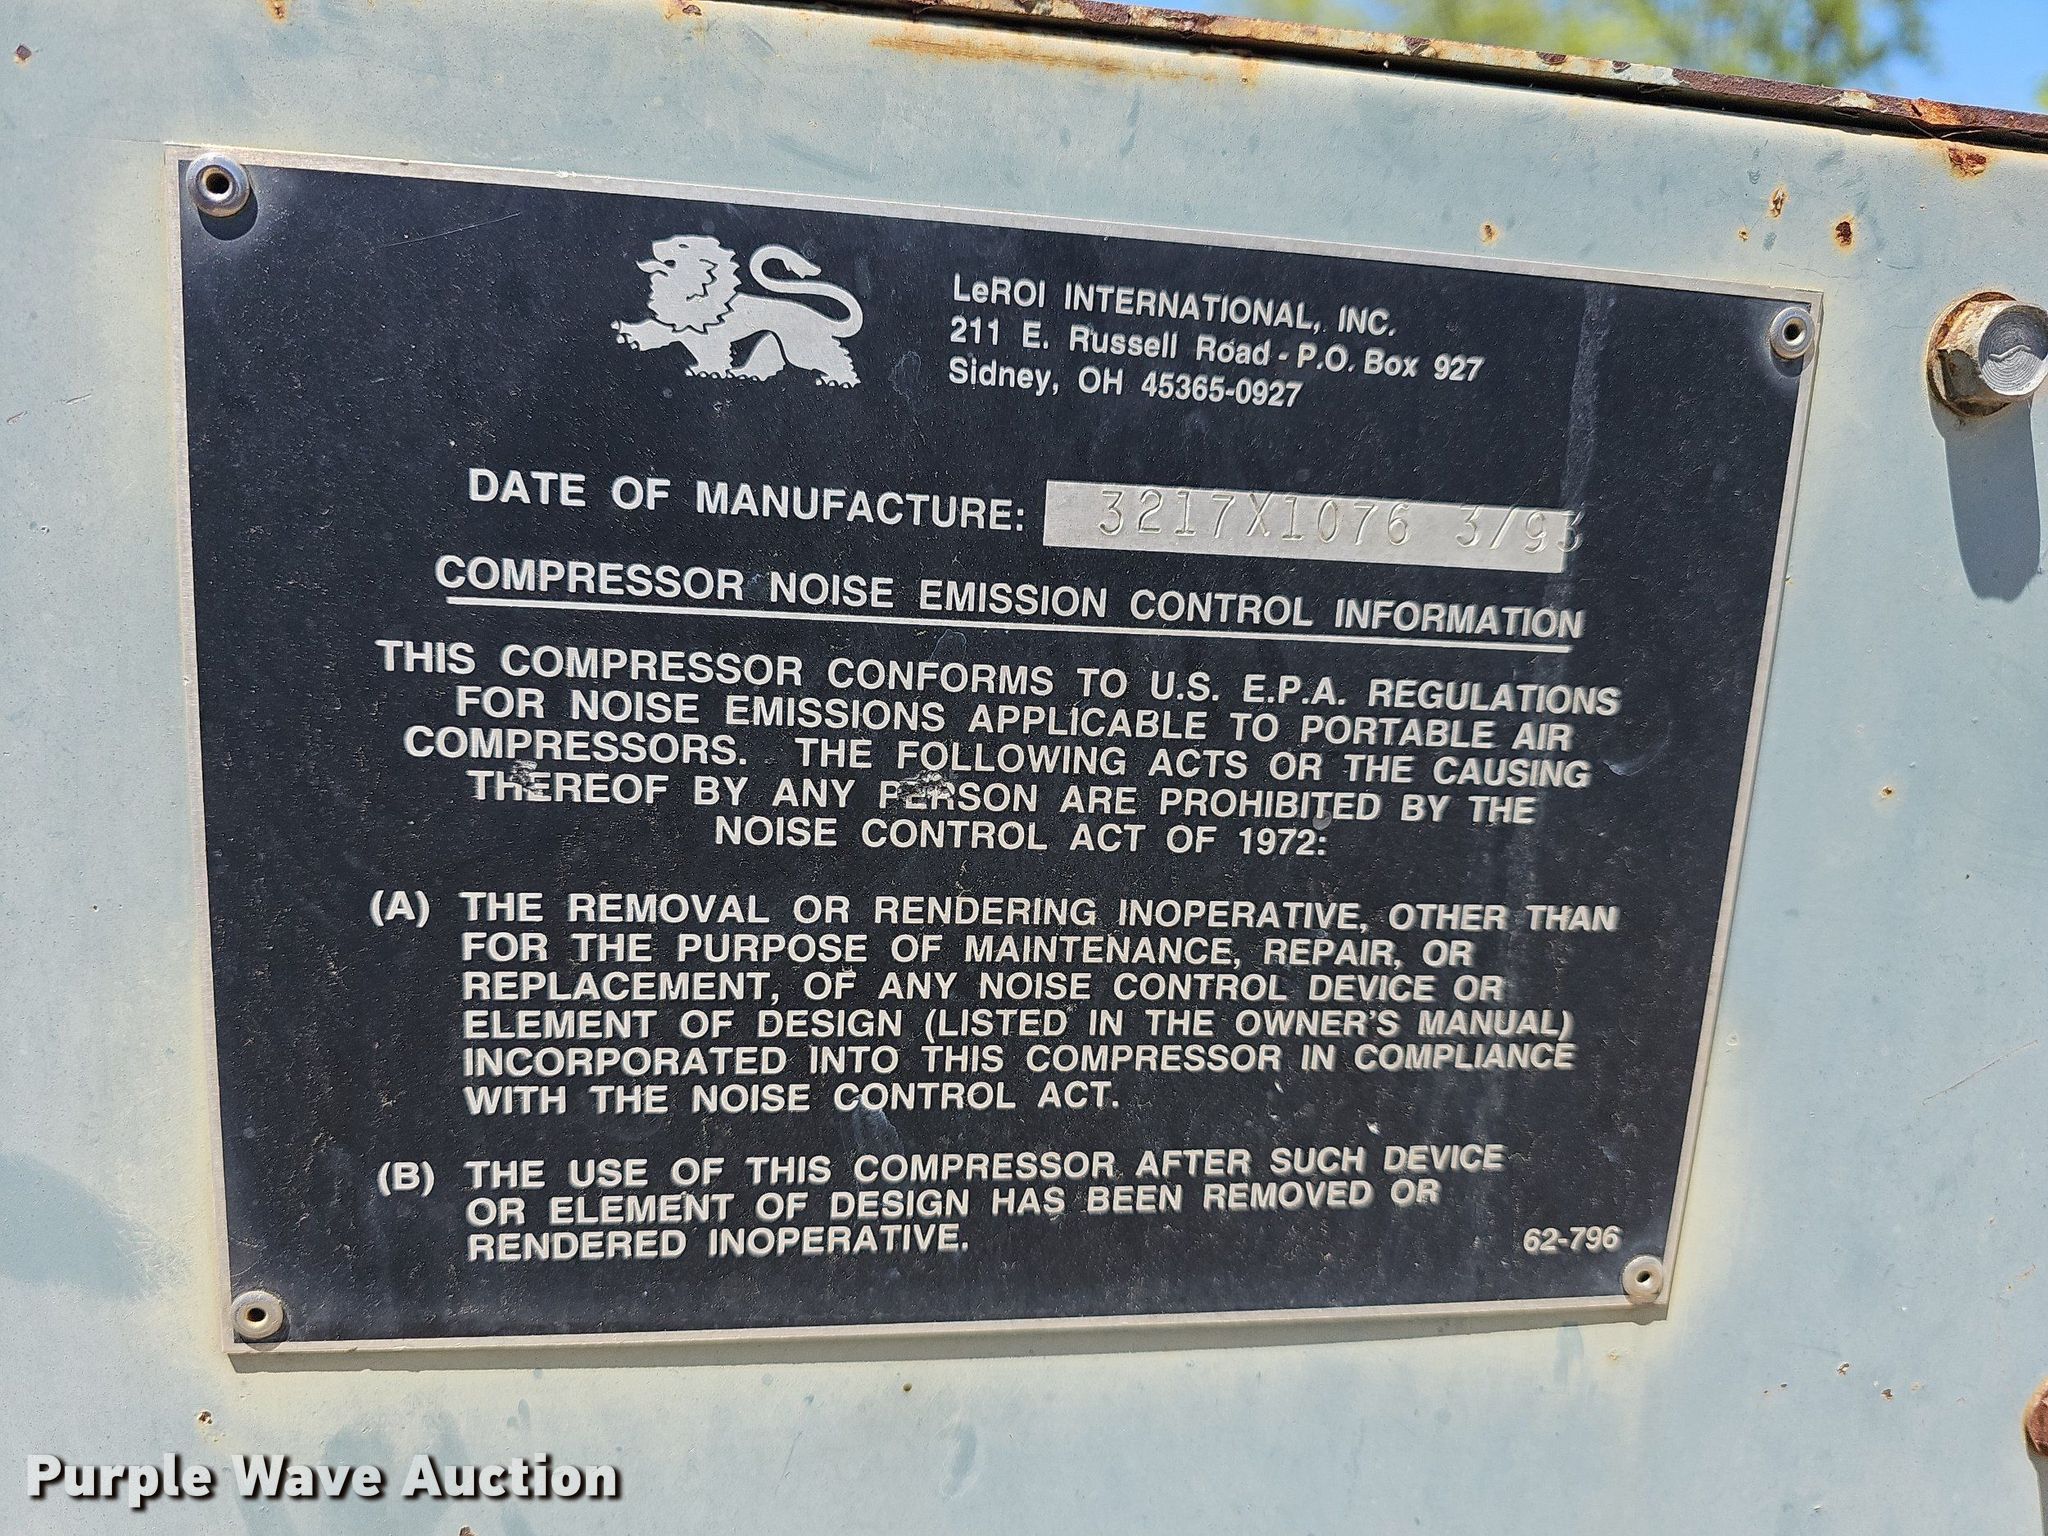 LeROI INTERNATIONAL, INC.
211 E. Russell Road - P.O. Box 927
Sidney, OH 45365-0927
DATE OF MANUFACTURE: 3217X1076 3/93
COMPRESSOR NOISE EMISSION CONTROL INFORMATION
THIS COMPRESSOR CONFORMS TO U.S. E.P.A. REGULATIONS
FOR NOISE EMISSIONS APPLICABLE TO PORTABLE AIR
COMPRESSORS. THE FOLLOWING ACTS OR THE CAUSING
THEREOF BY ANY PERSON ARE PROHIBITED BY THE
NOISE CONTROL ACT OF 1972:
(A) THE REMOVAL OR RENDERING INOPERATIVE, OTHER THAN
FOR THE PURPOSE OF MAINTENANCE, REPAIR, OR
REPLACEMENT, OF ANY NOISE CONTROL DEVICE OR
ELEMENT OF DESIGN (LISTED IN THE OWNER'S MANUAL)
INCORPORATED INTO THIS COMPRESSOR IN COMPLIANCE
WITH THE NOISE CONTROL ACT.
(B) THE USE OF THIS COMPRESSOR AFTER SUCH DEVICE
OR ELEMENT OF DESIGN HAS BEEN REMOVED OR
RENDERED INOPERATIVE.
62-796
Purple Wave Auction